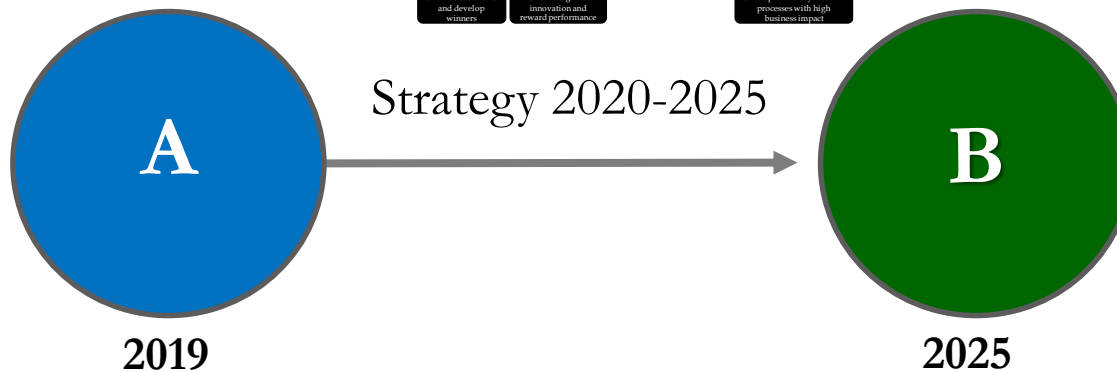 and develop
winners
innovation and
reward performance
processes with high
business impact
Strategy 2020-2025
A
B
2019
2025